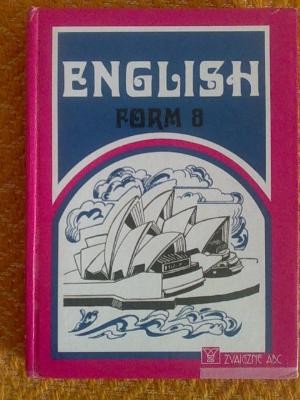 ENGLISH
FORM 8
ZVAIGZNE ABC